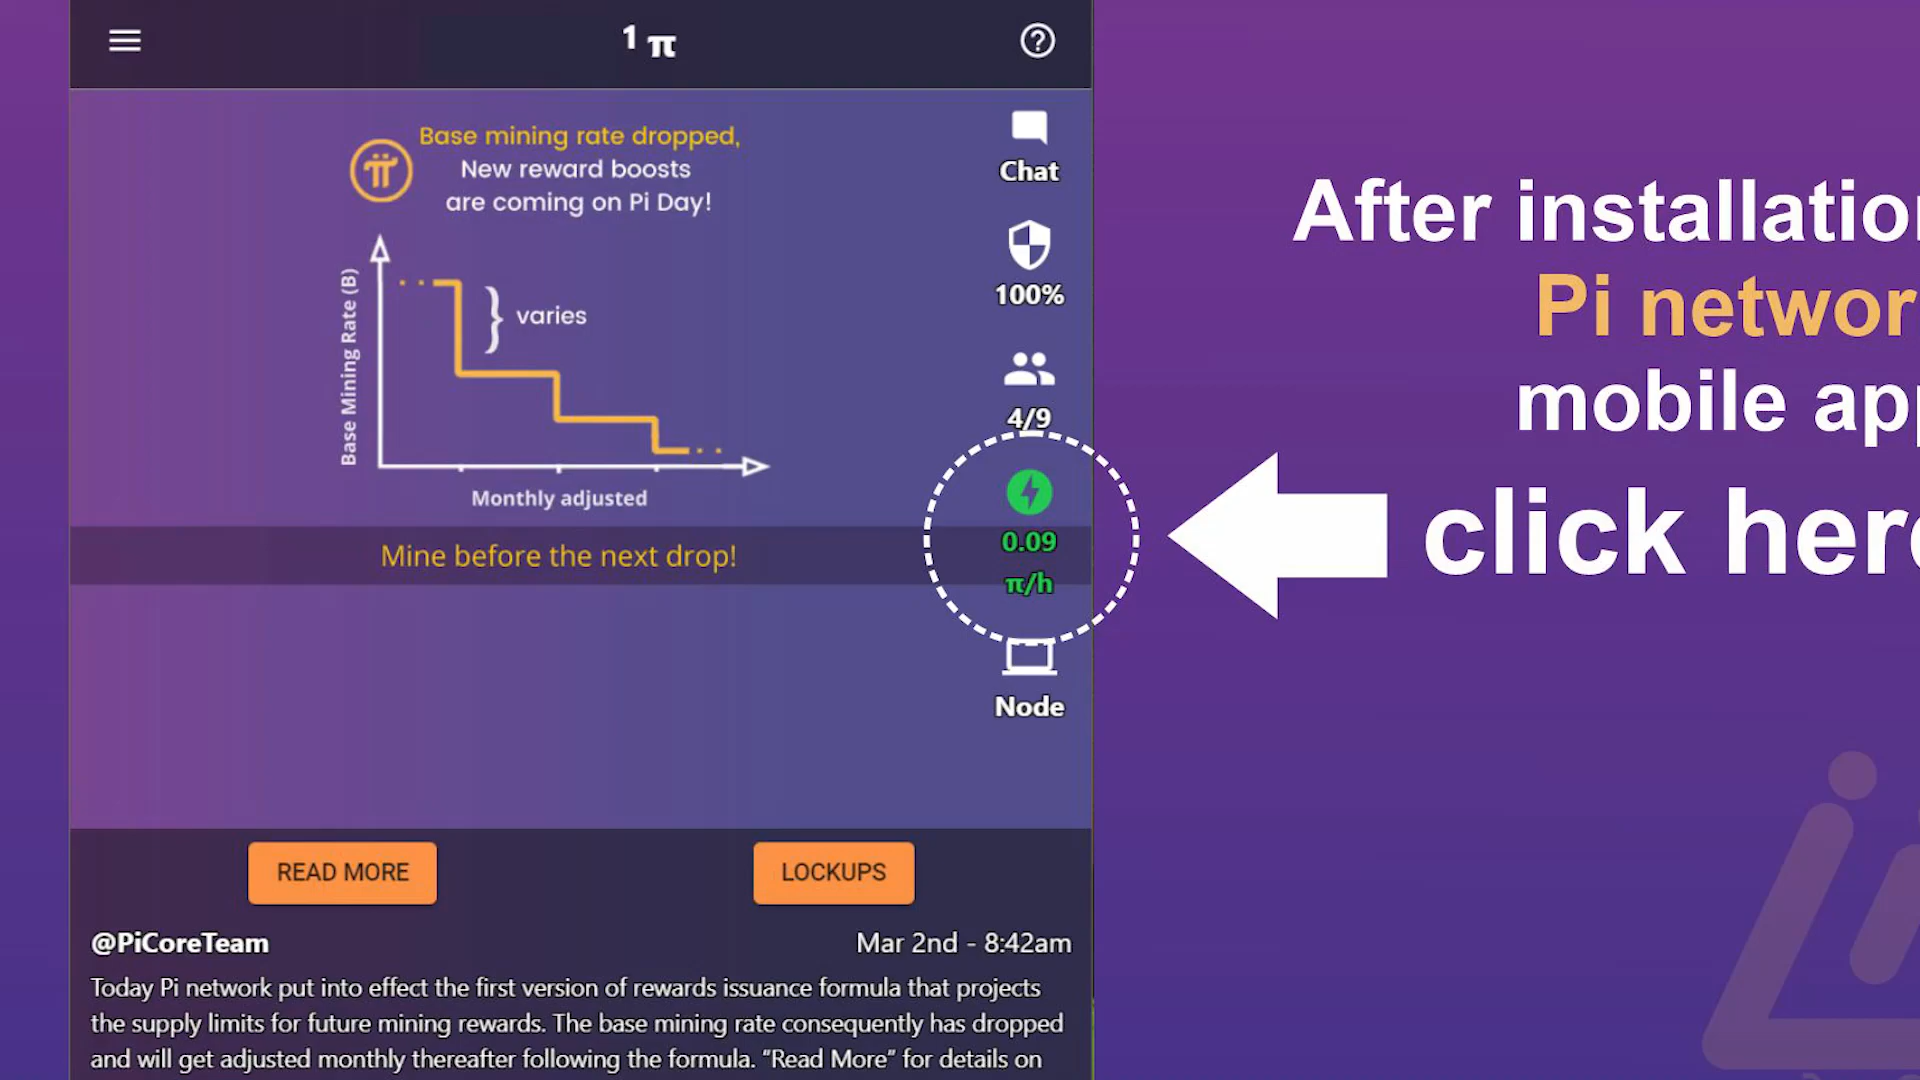 1 π
Base mining rate dropped,
New reward boosts
are coming on Pi Day!
Base Mining Rate (B)
varies
Monthly adjusted
Mine before the next drop!
Chat
100%
4/9
0.09
π/h
Node
READ MORE
LOCKUPS
@PiCoreTeam
Mar 2nd - 8:42am
Today Pi network put into effect the first version of rewards issuance formula that projects
the supply limits for future mining rewards. The base mining rate consequently has dropped
and will get adjusted monthly thereafter following the formula. "Read More" for details on
After installation
Pi networ
mobile app
click here